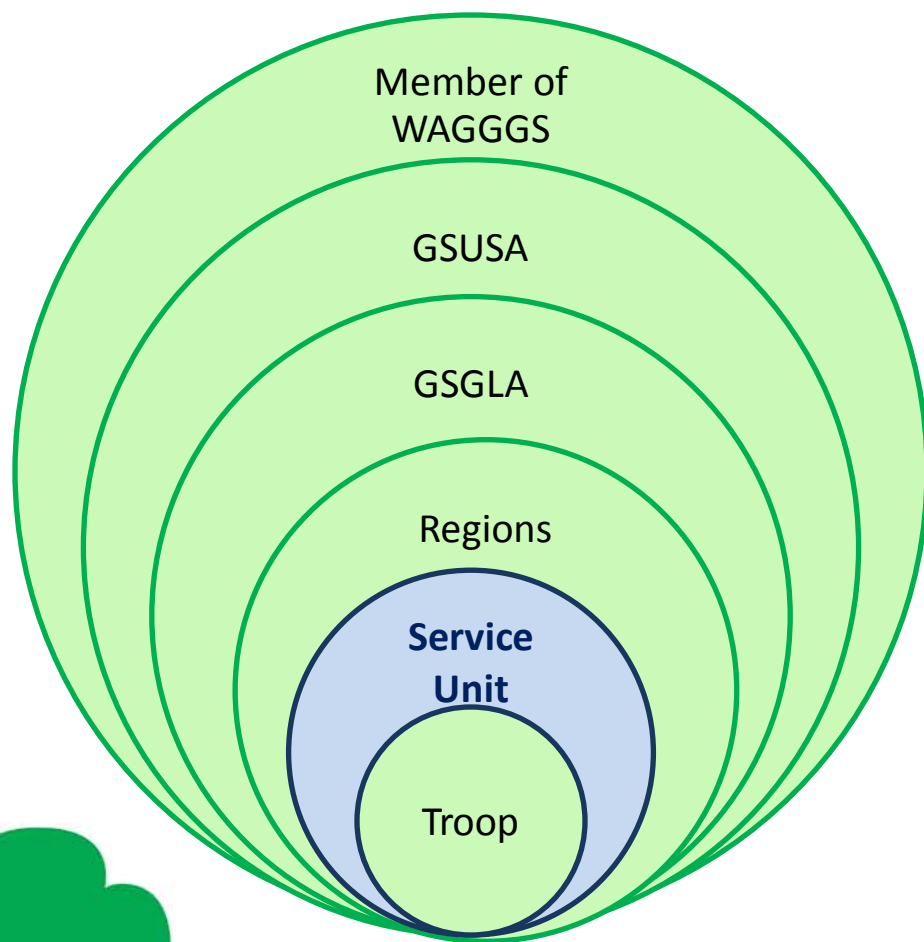 Member of
WAGGGS
GSUSA
GSGLA
Regions
Service
Unit
Troop